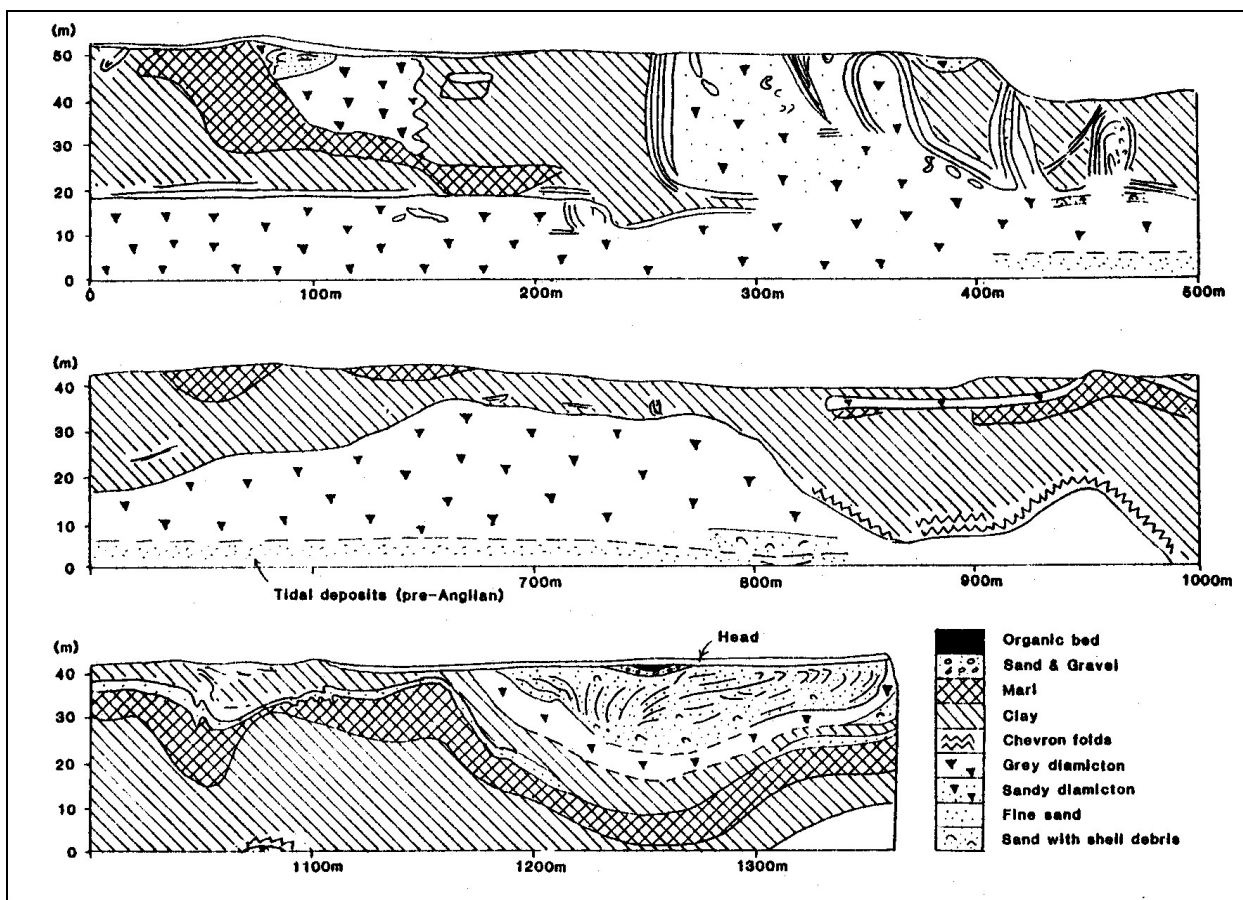 (m)
50
40
30
20
10
0
0 100m 200m 300m 400m 500m
(m)
40
30
20
10
0
700m 800m 900m 1000m
Tidal deposits (pre-Anglian)
(m)
Head
40
30
20
10
0
1100m 1200m 1300m
Organic bed
Sand & Gravel
Marl
Clay
Chevron folds
Grey diamicton
Sandy diamicton
Fine sand
Sand with shell debris